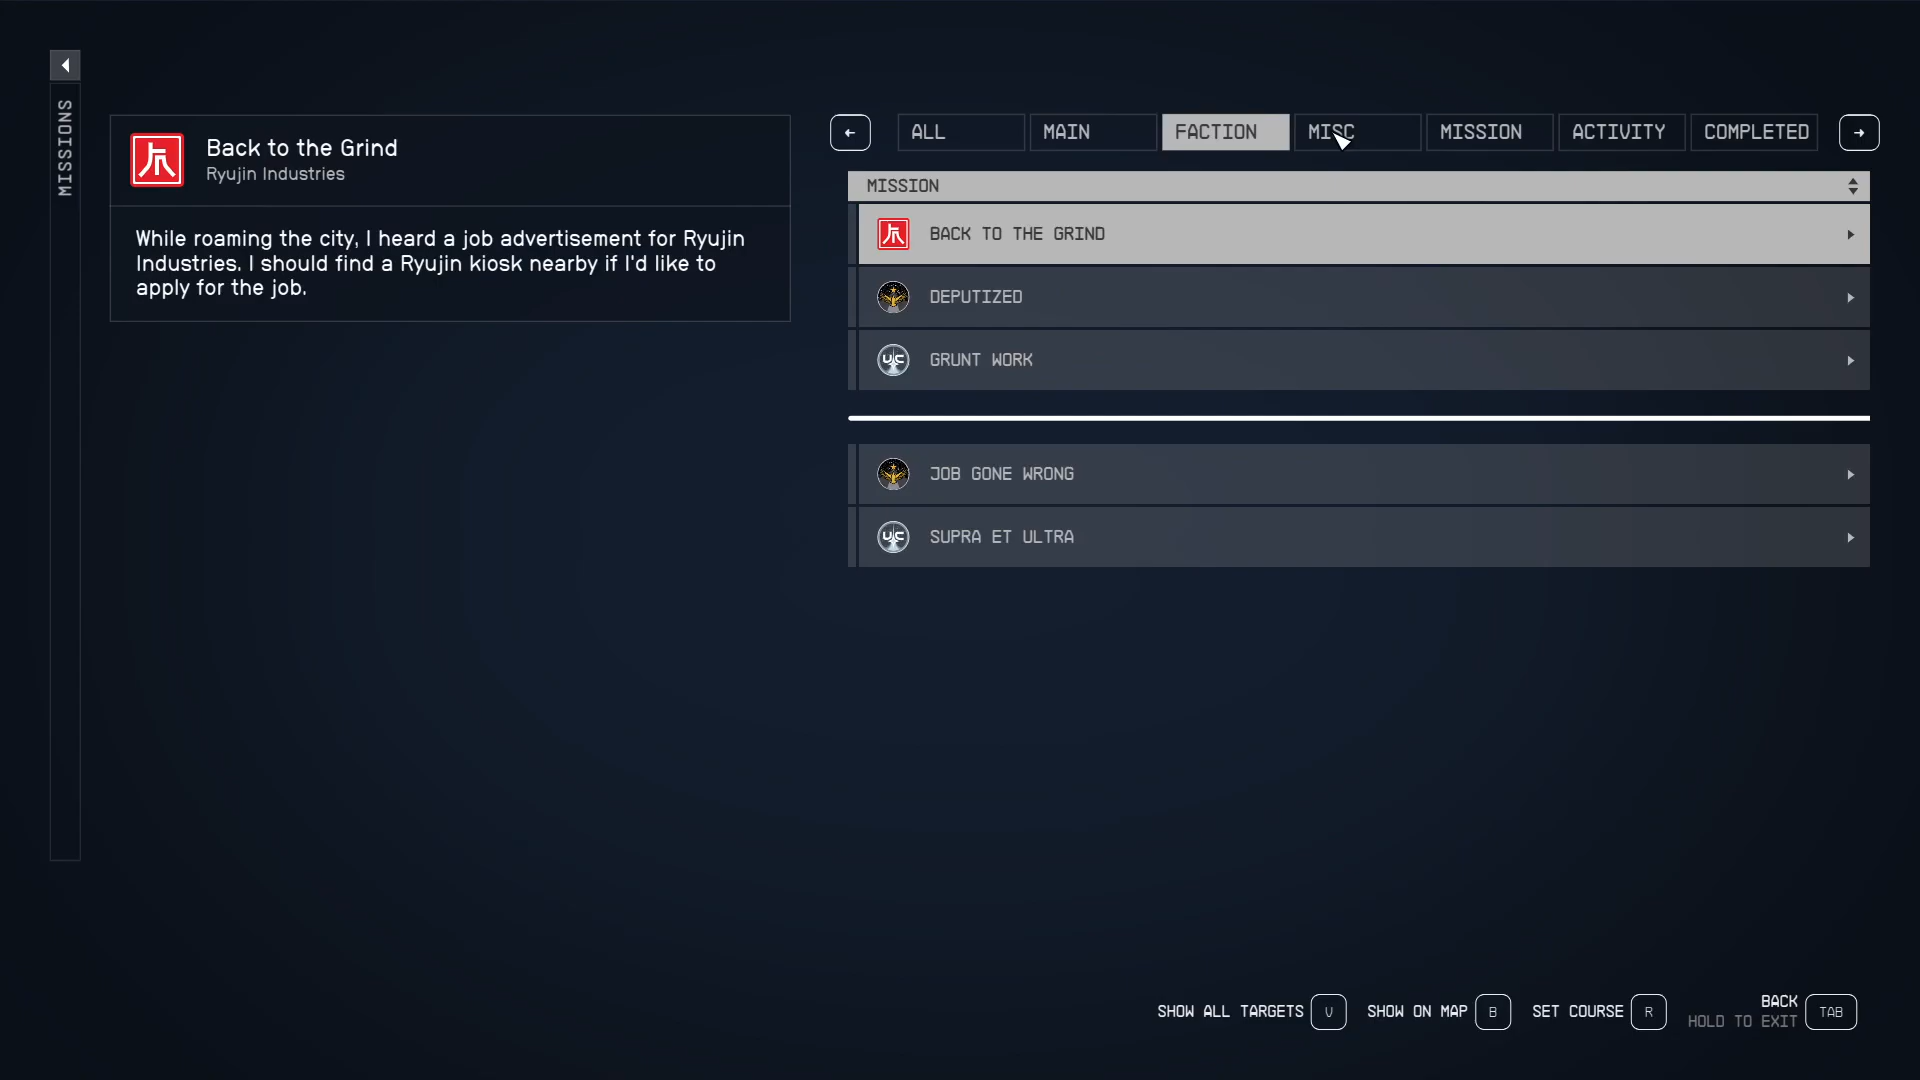 MISSIONS
Back to the Grind
Ryujin Industries
While roaming the city, I heard a job advertisement for Ryujin
Industries. I should find a Ryujin kiosk nearby if I'd like to
apply for the job.
ALL MAIN FACTION MISC MISSION ACTIVITY COMPLETED
MISSION
BACK TO THE GRIND
DEPUTIZED
UC GRUNT WORK
JOB GONE WRONG
UC SUPRA ET ULTRA
SHOW ALL TARGETS V SHOW ON MAP B SET COURSE R BACK TAB
HOLD TO EXIT